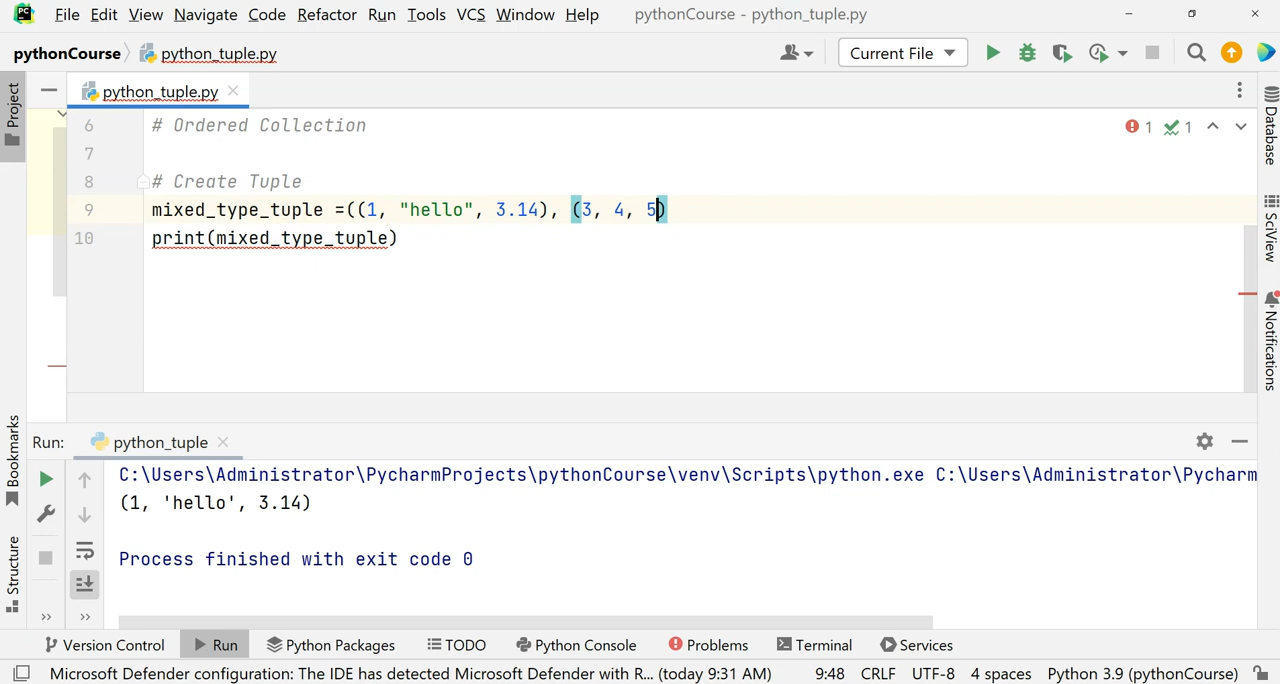 PC File Edit View Navigate Code Refactor Run Tools VCS Window Help pythonCourse - python_tuple.py
pythonCourse python_tuple.py Current File
Project
python_tuple.py
6 # Ordered Collection
1 1
7
8 # Create Tuple
9 mixed_type_tuple =((1, "hello", 3.14), (3, 4, 5)
10 print(mixed_type_tuple)
Database
SciView
Notifications
Bookmarks
Structure
Run: python_tuple
C:\Users\Administrator\PycharmProjects\pythonCourse\venv\Scripts\python.exe C:\Users\Administrator\Pycharm
(1, 'hello', 3.14)
Process finished with exit code 0
Version Control Run Python Packages TODO Python Console Problems Terminal Services
Microsoft Defender configuration: The IDE has detected Microsoft Defender with R... (today 9:31 AM) 9:48 CRLF UTF-8 4 spaces Python 3.9 (pythonCourse)